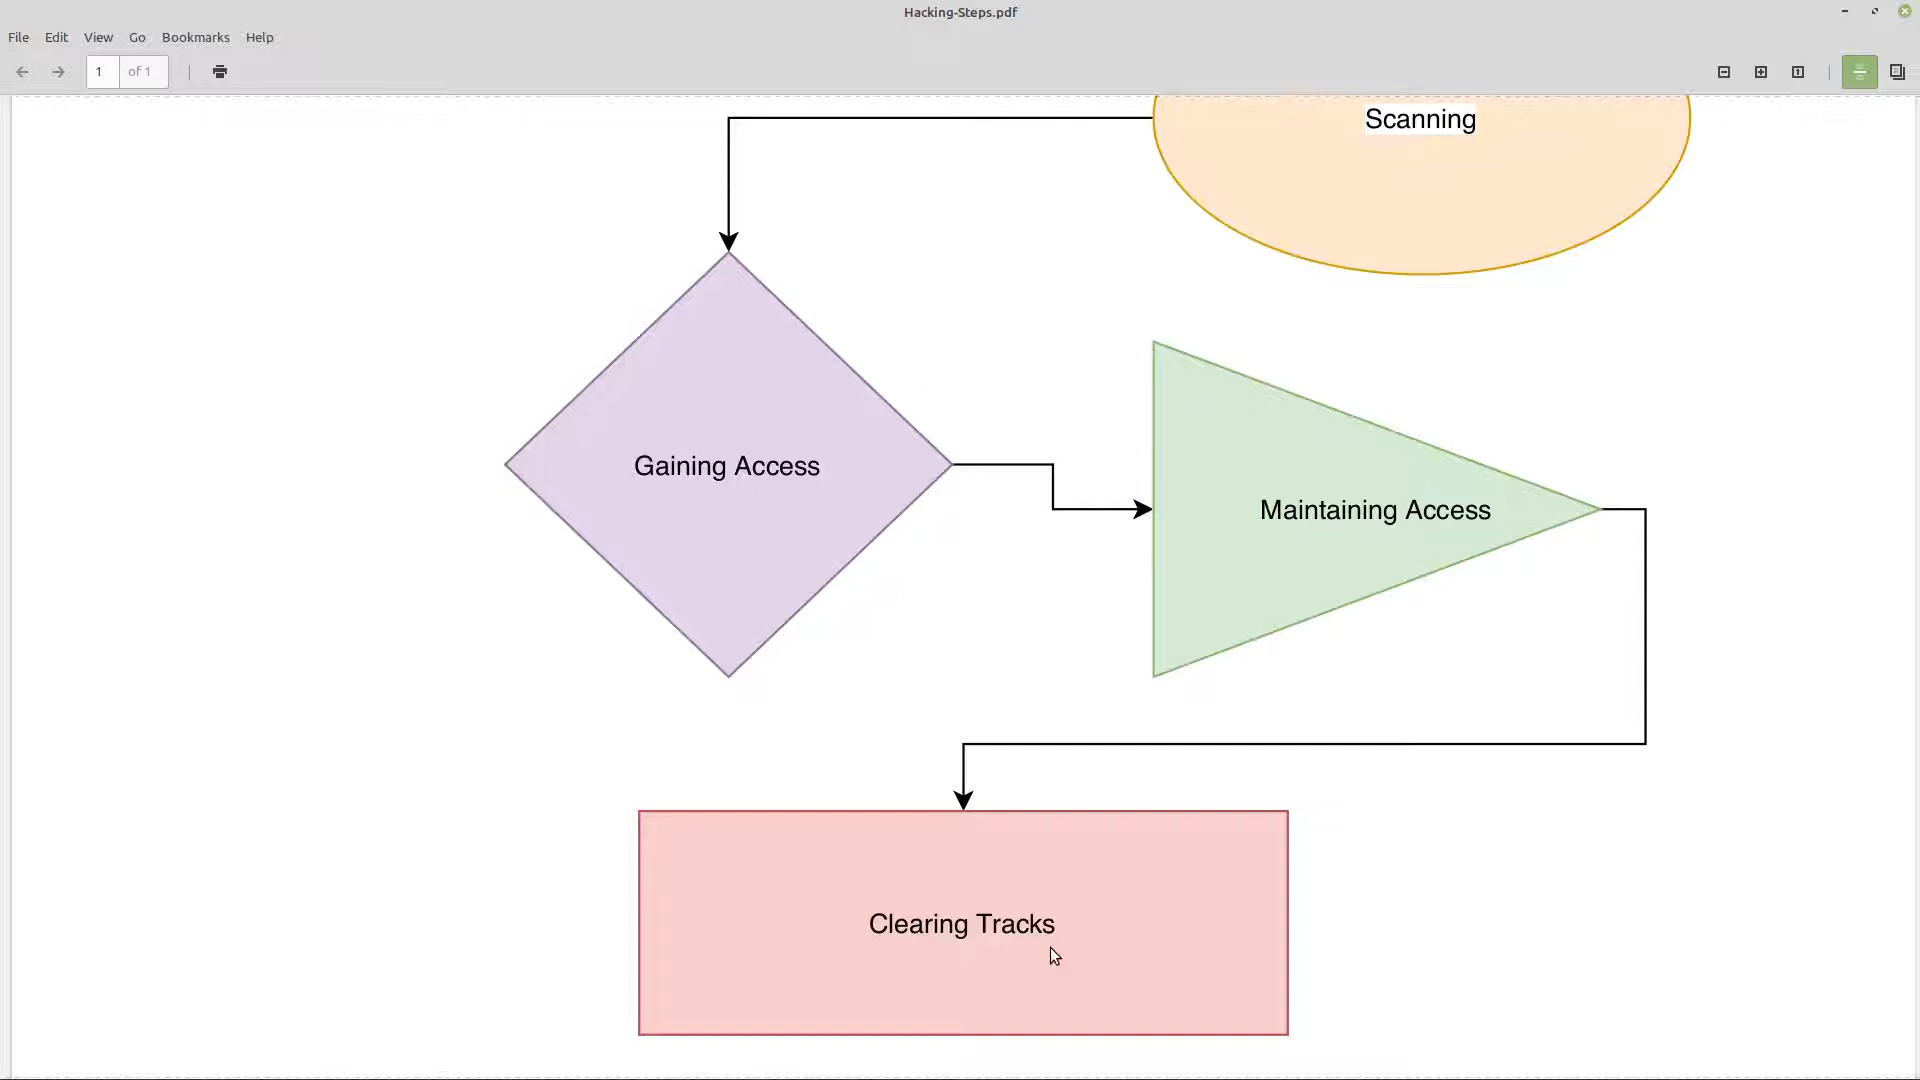 Hacking-Steps.pdf
File Edit View Go Bookmarks Help
1 of 1
Scanning
Gaining Access
Maintaining Access
Clearing Tracks